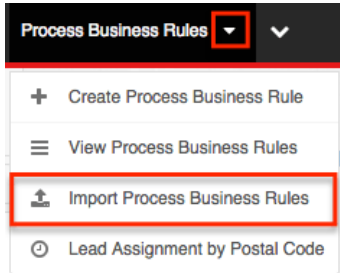 Process Business Rules
Create Process Business Rule
View Process Business Rules
Import Process Business Rules
Lead Assignment by Postal Code